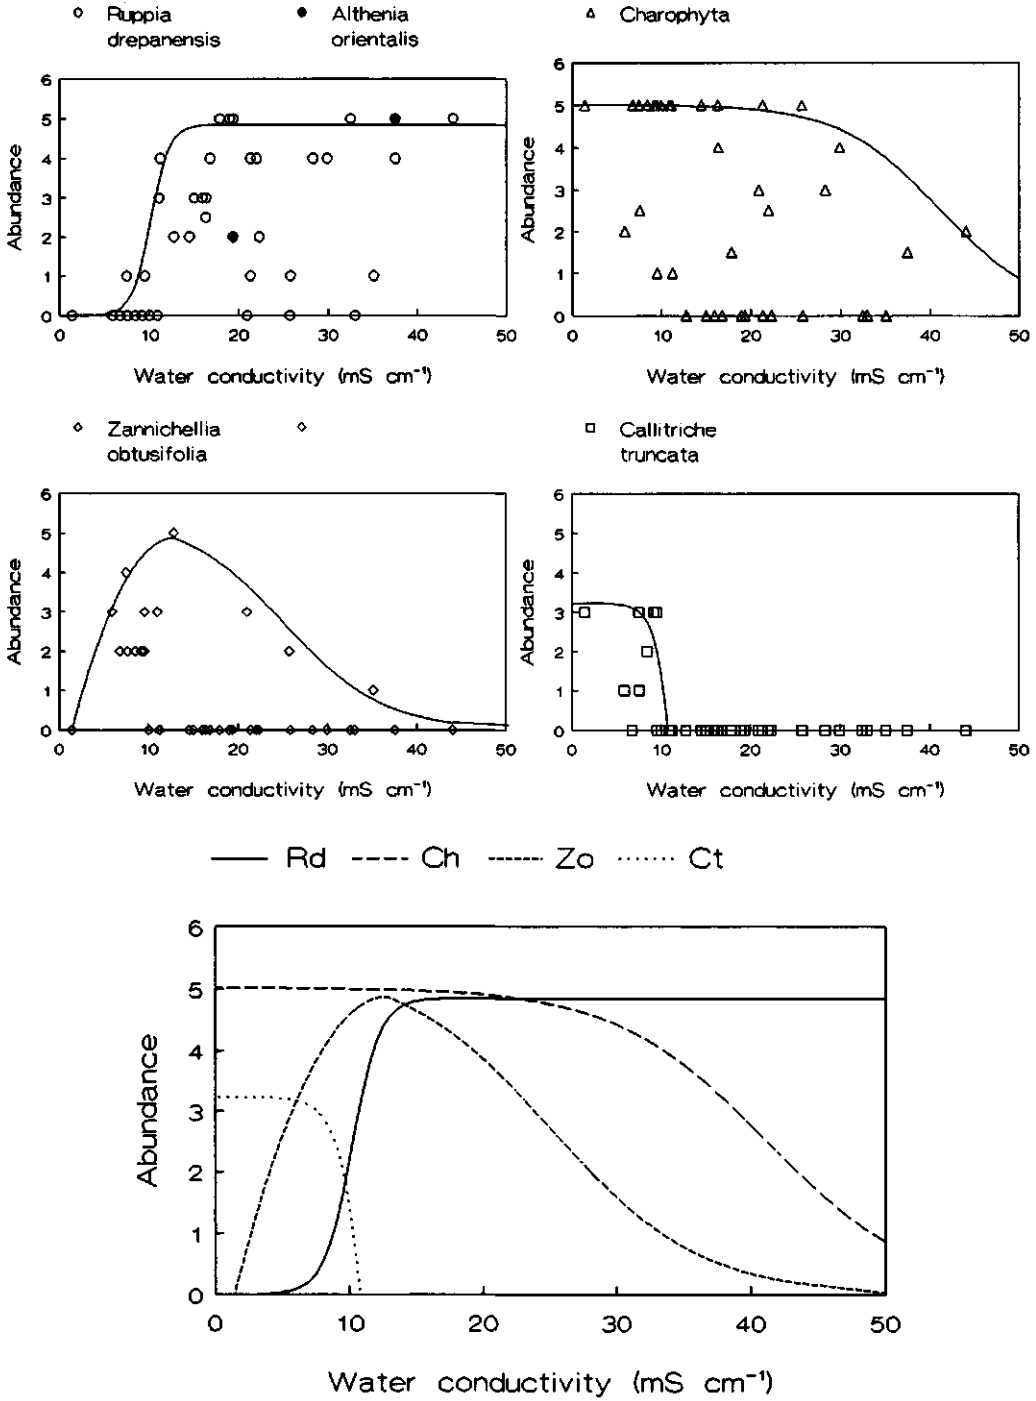 Ruppia drepanensis
Althenia orientalis
Charophyta
6
5
4
3
2
1
0
Abundance
0 10 20 30 40 50
Water conductivity (mS cm⁻¹)
6
5
4
3
2
1
0
Abundance
0 10 20 30 40 50
Water conductivity (mS cm⁻¹)
Zannichellia obtusifolia
Callitriche truncata
6
5
4
3
2
1
0
Abundance
0 10 20 30 40 50
Water conductivity (mS cm⁻¹)
6
5
4
3
2
1
0
Abundance
0 10 20 30 40 50
Water conductivity (mS cm⁻¹)
Rd Ch Zo Ct
6
5
4
3
2
1
0
Abundance
0 10 20 30 40 50
Water conductivity (mS cm⁻¹)